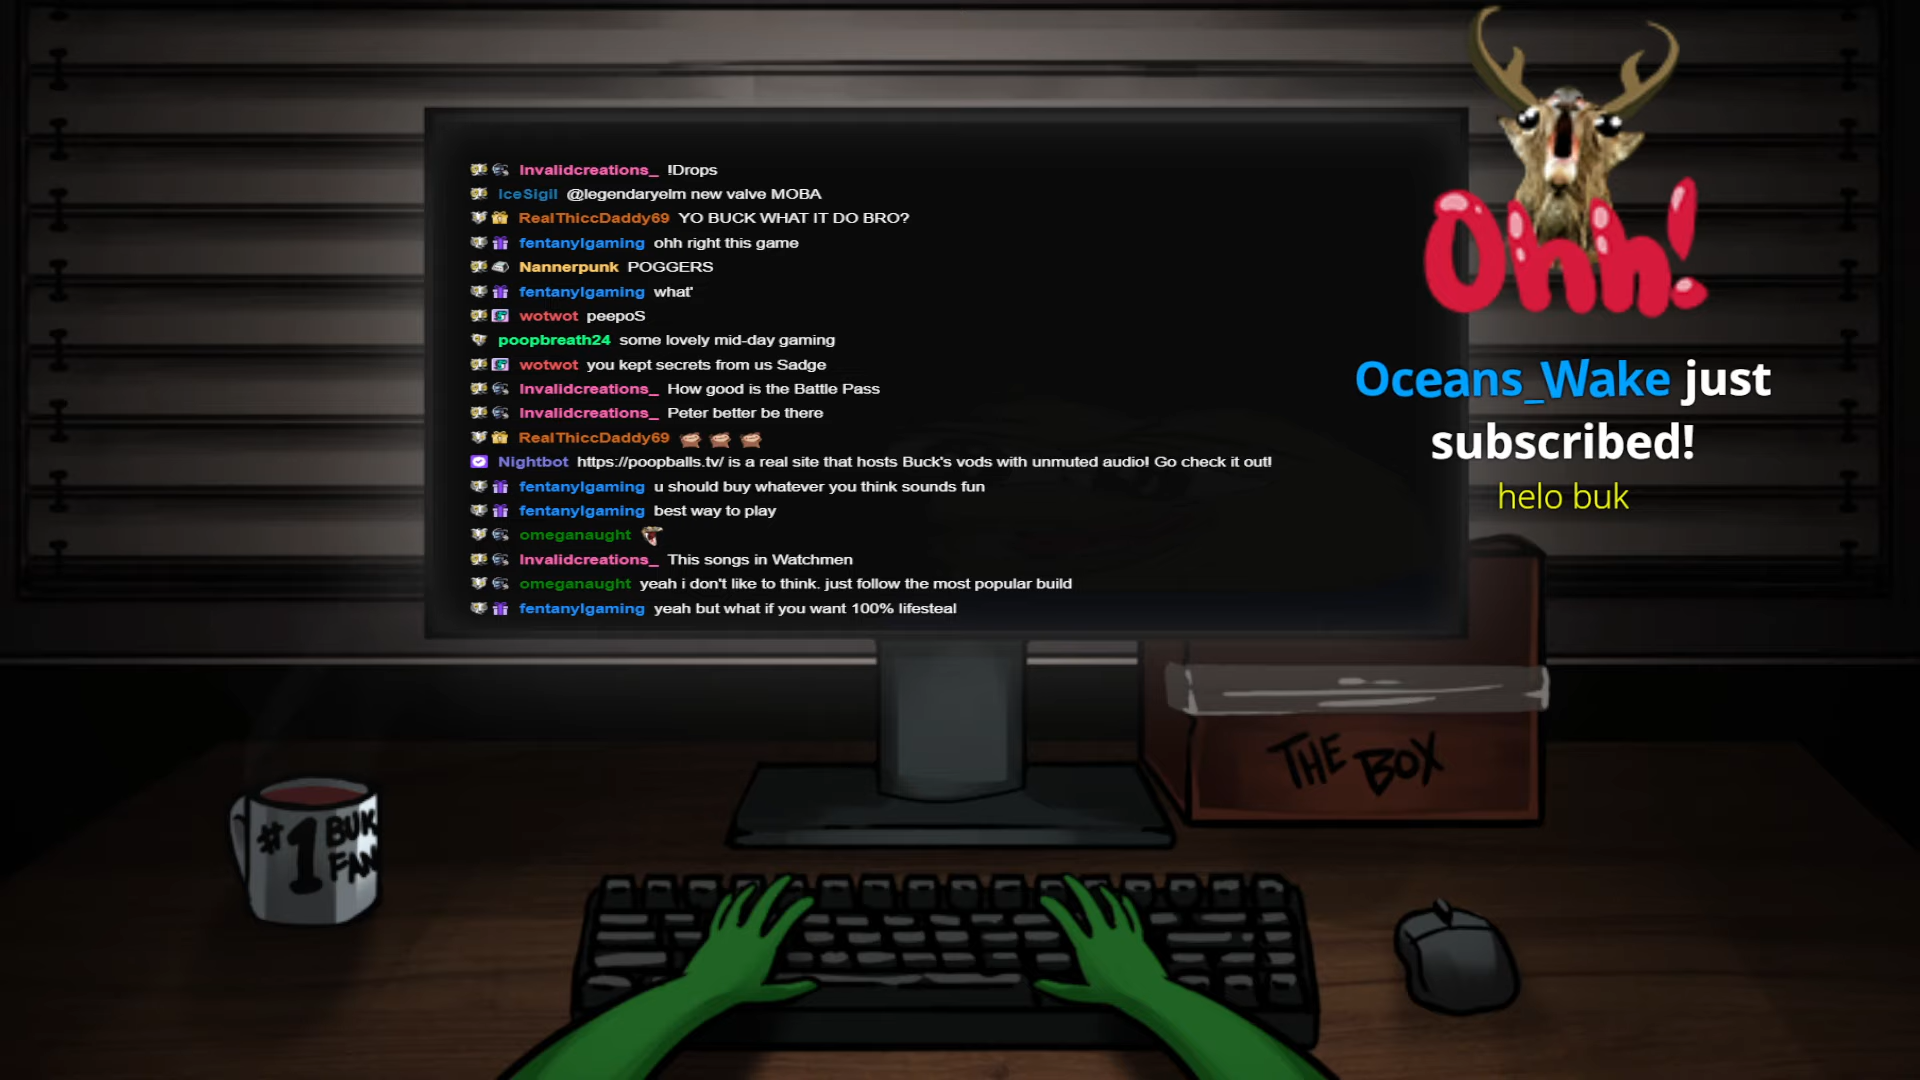 Invalidcreations_ !Drops
IceSigil @legendaryelm new valve MOBA
RealThiccDaddy69 YO BUCK WHAT IT DO BRO?
fentanylgaming ohh right this game
Nannerpunk POGGERS
fentanylgaming what'
wotwot peepoS
poopbreath24 some lovely mid-day gaming
wotwot you kept secrets from us Sadge
Invalidcreations_ How good is the Battle Pass
Invalidcreations_ Peter better be there
RealThiccDaddy69
Nightbot https://poopballs.tv/ is a real site that hosts Buck's vods with unmuted audio! Go check it out!
fentanylgaming u should buy whatever you think sounds fun
fentanylgaming best way to play
omeganaught
Invalidcreations_ This songs in Watchmen
omeganaught yeah i don't like to think. just follow the most popular build
fentanylgaming yeah but what if you want 100% lifesteal
Ohh!
Oceans_Wake just
subscribed!
helo buk
THE BOX
#1 BUK
FAN